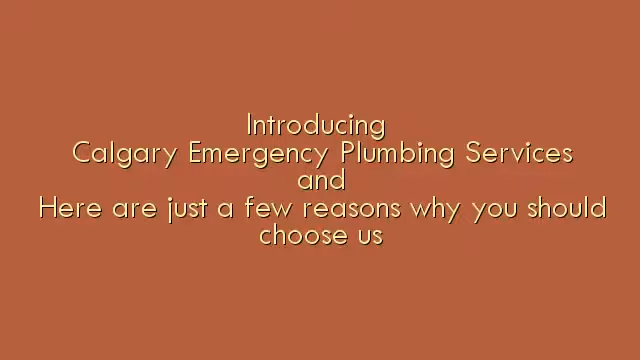 Introducing
Calgary Emergency Plumbing Services
and
Here are just a few reasons why you should
choose us